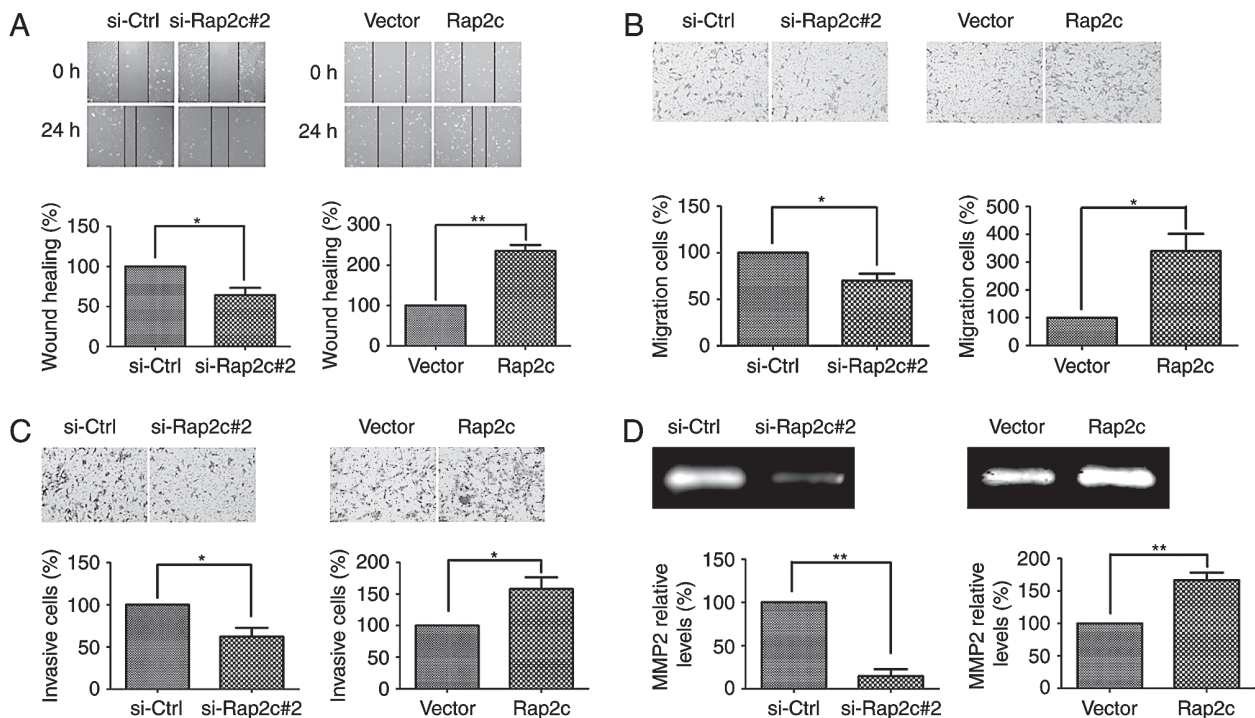 A
si-Ctrl si-Rap2c#2
Vector Rap2c
0 h
24 h
0 h
24 h
Wound healing (%)
150
100
50
0
*
si-Ctrl si-Rap2c#2
Wound healing (%)
300
200
100
0
**
Vector Rap2c
B
si-Ctrl si-Rap2c#2
Vector Rap2c
Migration cells (%)
150
100
50
0
*
si-Ctrl si-Rap2c#2
Migration cells (%)
500
400
300
200
100
0
*
Vector Rap2c
C
si-Ctrl si-Rap2c#2
Vector Rap2c
Invasive cells (%)
150
100
50
0
*
si-Ctrl si-Rap2c#2
Invasive cells (%)
200
150
100
50
0
*
Vector Rap2c
D
si-Ctrl si-Rap2c#2
Vector Rap2c
MMP2 relative
levels (%)
150
100
50
0
**
si-Ctrl si-Rap2c#2
MMP2 relative
levels (%)
200
150
100
50
0
**
Vector Rap2c